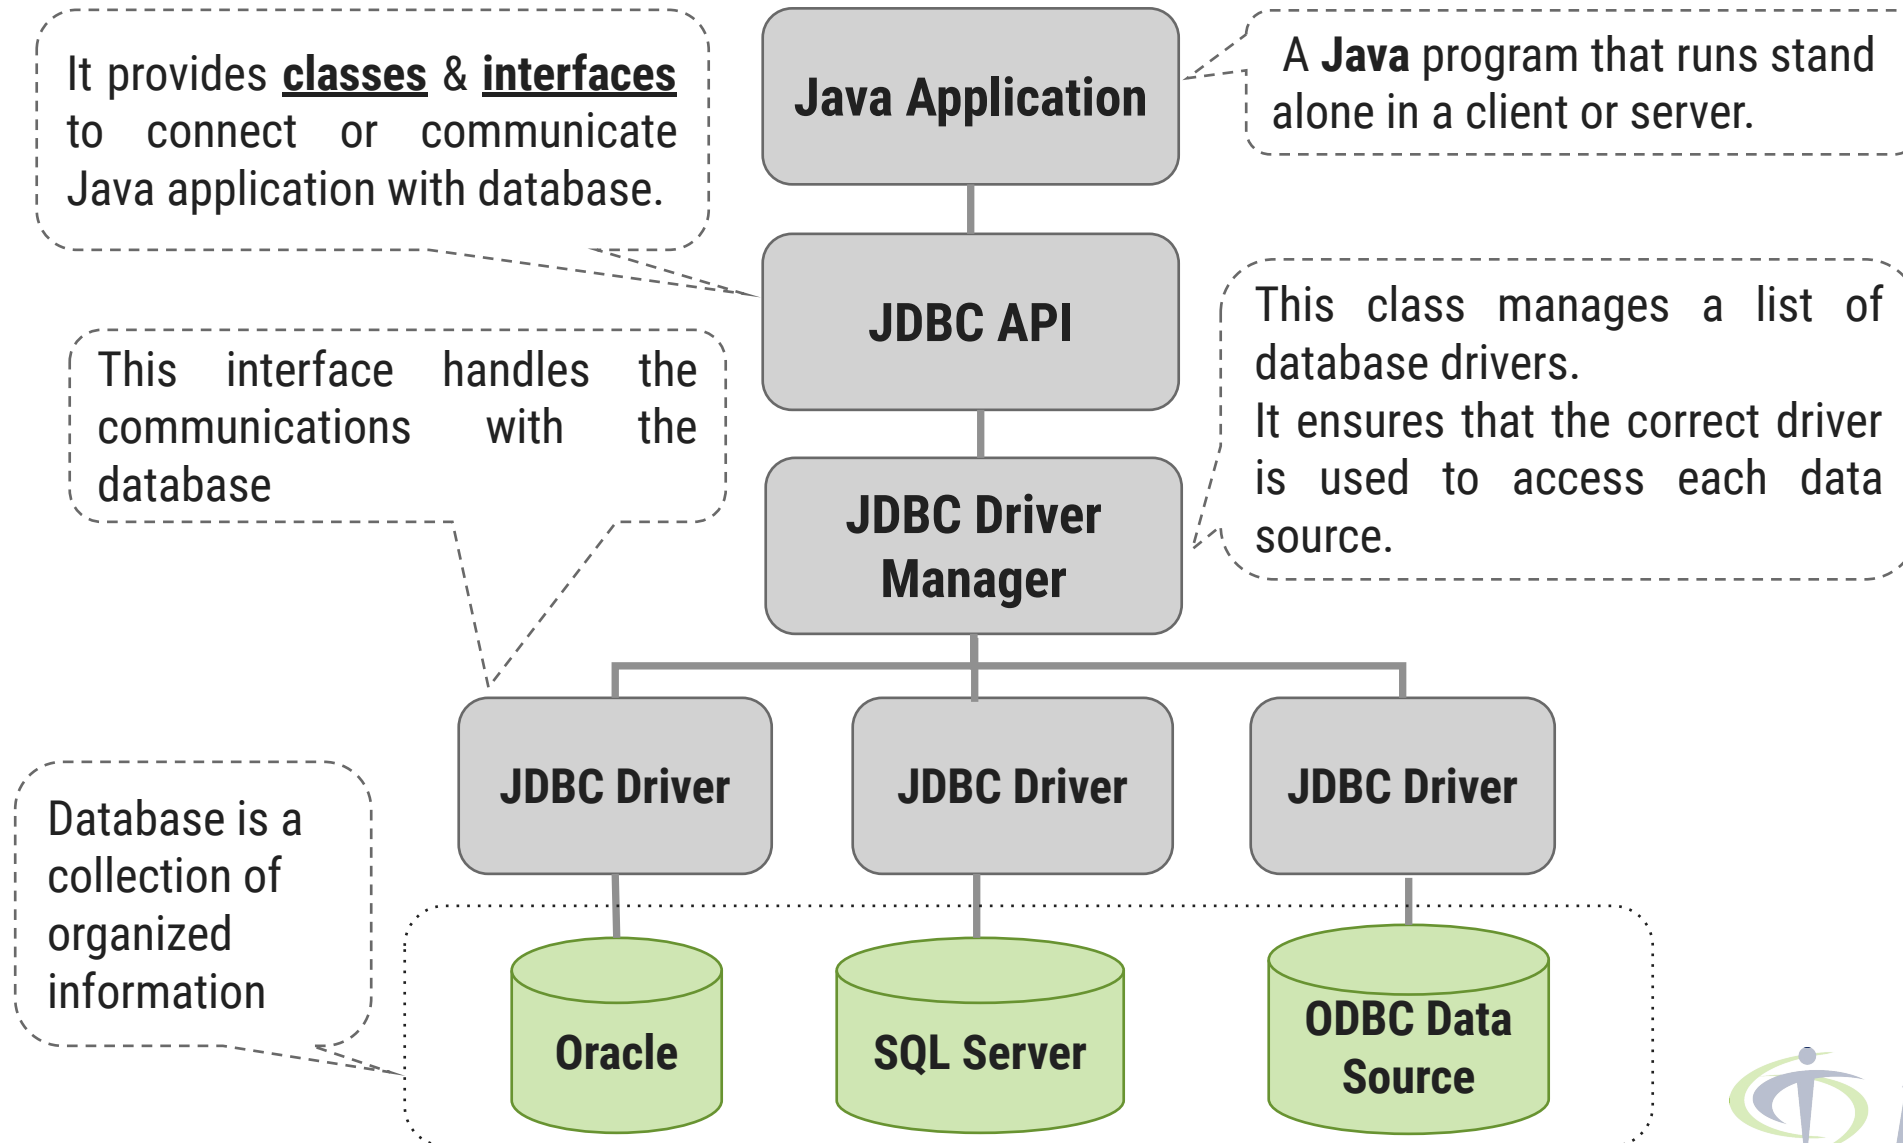 It provides classes & interfaces
to connect or communicate
Java application with database.
Java Application
A Java program that runs stand
alone in a client or server.
JDBC API
This interface handles the
communications with the
database
This class manages a list of
database drivers.
It ensures that the correct driver
is used to access each data
source.
JDBC Driver
Manager
JDBC Driver
JDBC Driver
JDBC Driver
Database is a
collection of
organized
information
Oracle
SQL Server
ODBC Data
Source